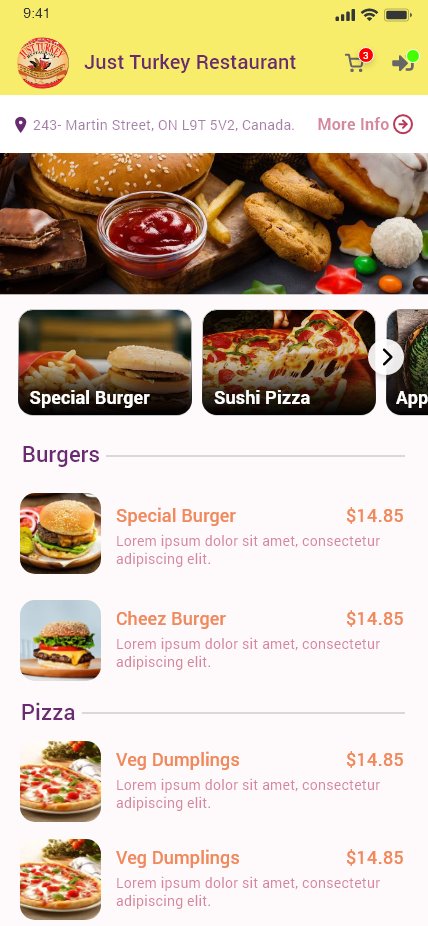 9:41
JUST TURKEY
Just Turkey Restaurant
3
243- Martin Street, ON L9T 5V2, Canada.
More Info
Special Burger
Sushi Pizza
App
Burgers
Special Burger
$14.85
Lorem ipsum dolor sit amet, consectetur
adipiscing elit.
Cheez Burger
$14.85
Lorem ipsum dolor sit amet, consectetur
adipiscing elit.
Pizza
Veg Dumplings
$14.85
Lorem ipsum dolor sit amet, consectetur
adipiscing elit.
Veg Dumplings
$14.85
Lorem ipsum dolor sit amet, consectetur
adipiscing elit.